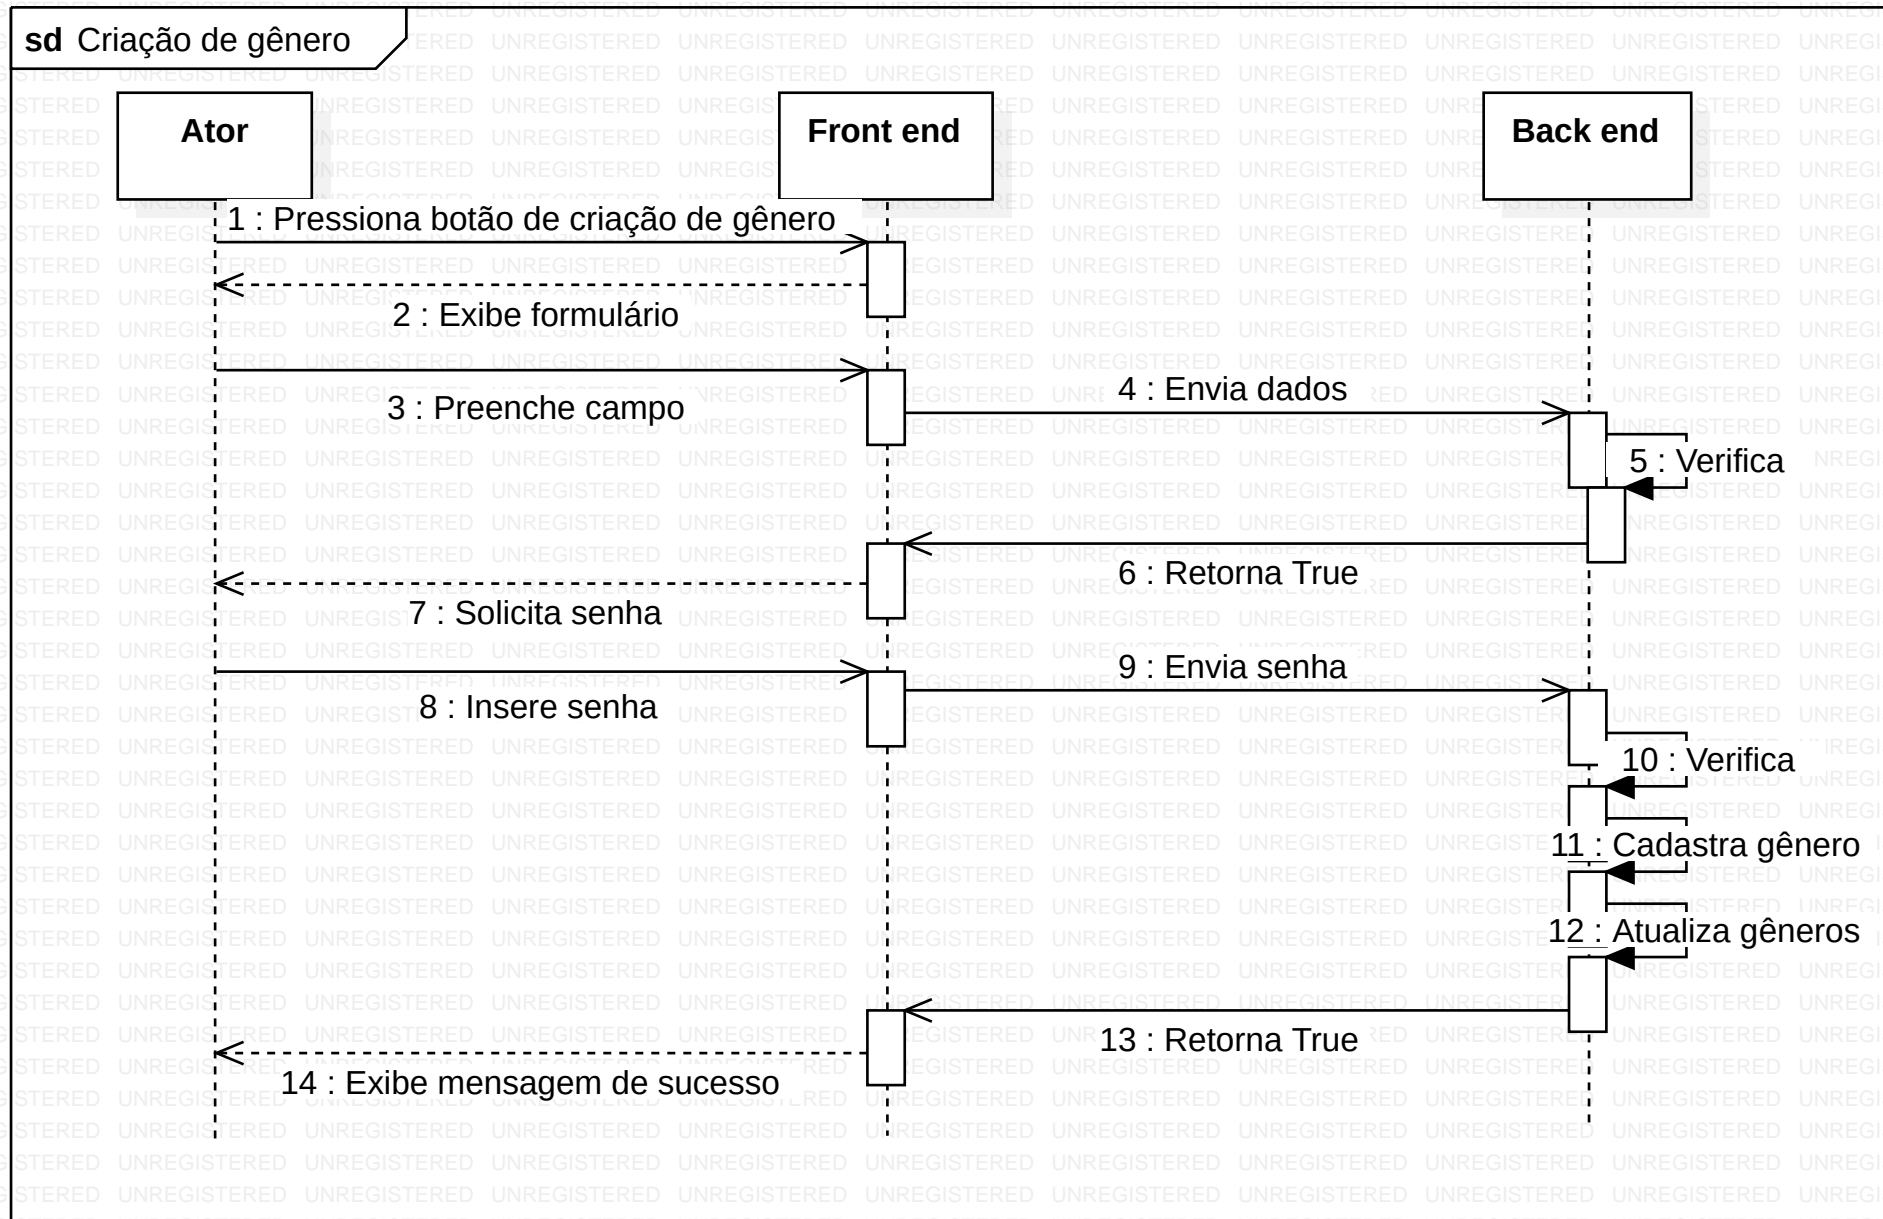 sd Criação de gênero
Ator
Front end
Back end
1 : Pressiona botão de criação de gênero
2 : Exibe formulário
3 : Preenche campo
4 : Envia dados
5 : Verifica
6 : Retorna True
7 : Solicita senha
8 : Insere senha
9 : Envia senha
10 : Verifica
11 : Cadastra gênero
12 : Atualiza gêneros
13 : Retorna True
14 : Exibe mensagem de sucesso
UNREGISTERED